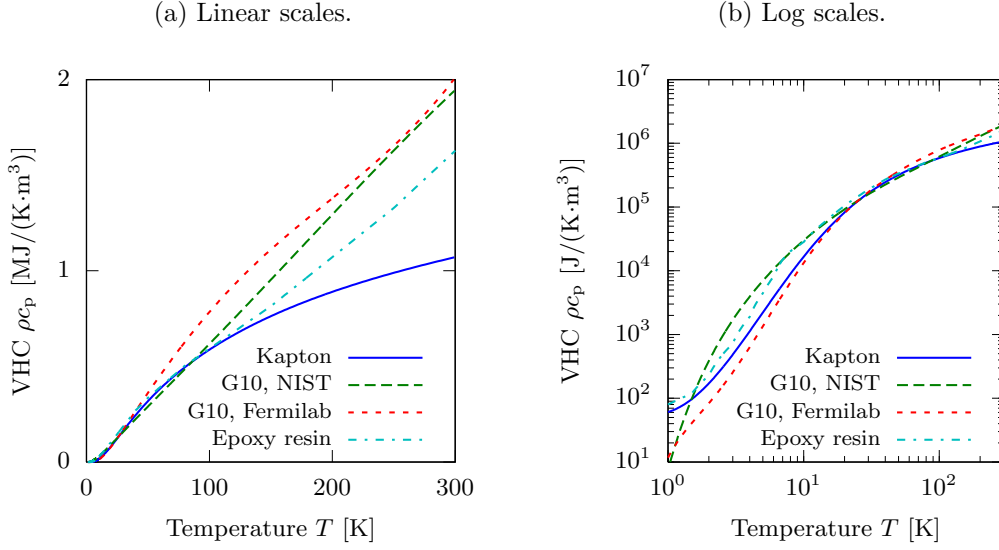 (a) Linear scales.
VHC ρcₚ [MJ/(K·m³)]
2
1
0
0 100 200 300
Temperature T [K]
Kapton
G10, NIST
G10, Fermilab
Epoxy resin
(b) Log scales.
VHC ρcₚ [J/(K·m³)]
10⁷
10⁶
10⁵
10⁴
10³
10²
10¹
10⁰ 10¹ 10²
Temperature T [K]
Kapton
G10, NIST
G10, Fermilab
Epoxy resin